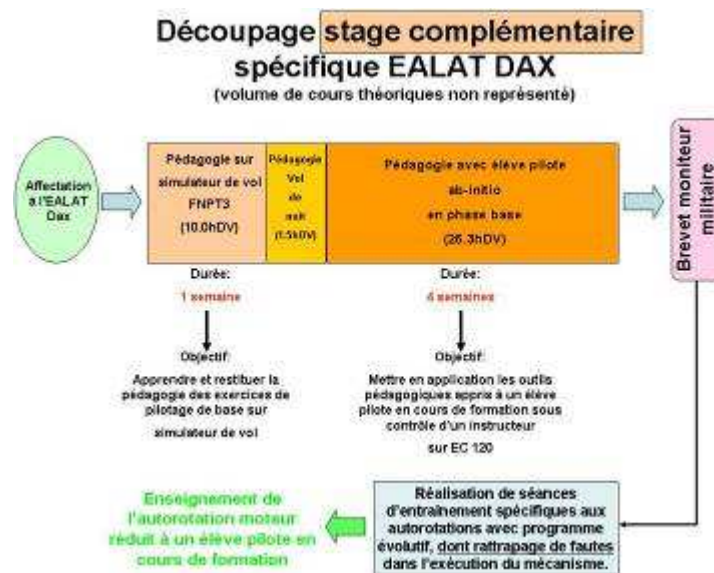 Découpage stage complémentaire
spécifique EALAT DAX
(volume de cours théoriques non représenté)
Affectation
à l'EALAT
Dax
Pédagogie sur
simulateur de vol
FNPT3
(10.0hDV)
Pédagogie
Vol
de
nuit
(1.5hDV)
Pédagogie avec élève pilote
ab-initio
en phase base
(26.3hDV)
Brevet moniteur
militaire
Durée:
1 semaine
Durée:
4 semaines
Objectif:
Apprendre et restituer la
pédagogie des exercices de
pilotage de base sur
simulateur de vol
Objectif:
Mettre en application les outils
pédagogiques appris à un élève
pilote en cours de formation sous
contrôle d'un instructeur
sur EC 120
Réalisation de séances
d'entraînement spécifiques aux
autorotations avec programme
évolutif, dont rattrapage de fautes
dans l'exécution du mécanisme.
Enseignement de
l'autorotation moteur
réduit à un élève pilote en
cours de formation